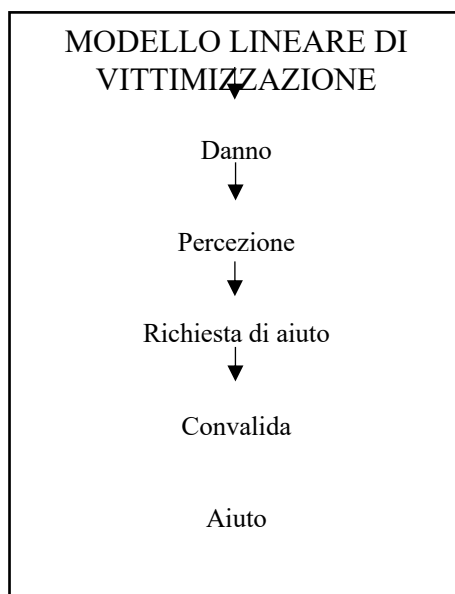 MODELLO LINEARE DI
VITTIMIZZAZIONE
Danno
Percezione
Richiesta di aiuto
Convalida
Aiuto